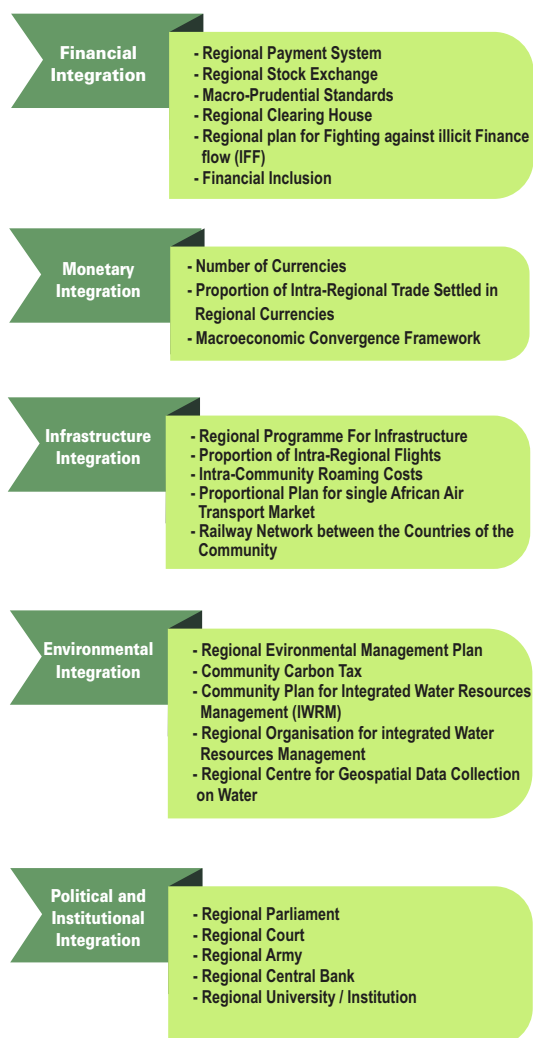 Financial
Integration
- Regional Payment System
- Regional Stock Exchange
- Macro-Prudential Standards
- Regional Clearing House
- Regional plan for Fighting against illicit Finance
flow (IFF)
- Financial Inclusion
Monetary
Integration
- Number of Currencies
- Proportion of Intra-Regional Trade Settled in
Regional Currencies
- Macroeconomic Convergence Framework
Infrastructure
Integration
- Regional Programme For Infrastructure
- Proportion of Intra-Regional Flights
- Intra-Community Roaming Costs
- Proportional Plan for single African Air
Transport Market
- Railway Network between the Countries of the
Community
Environmental
Integration
- Regional Evironmental Management Plan
- Community Carbon Tax
- Community Plan for Integrated Water Resources
Management (IWRM)
- Regional Organisation for integrated Water
Resources Management
- Regional Centre for Geospatial Data Collection
on Water
Political and
Institutional
Integration
- Regional Parliament
- Regional Court
- Regional Army
- Regional Central Bank
- Regional University / Institution